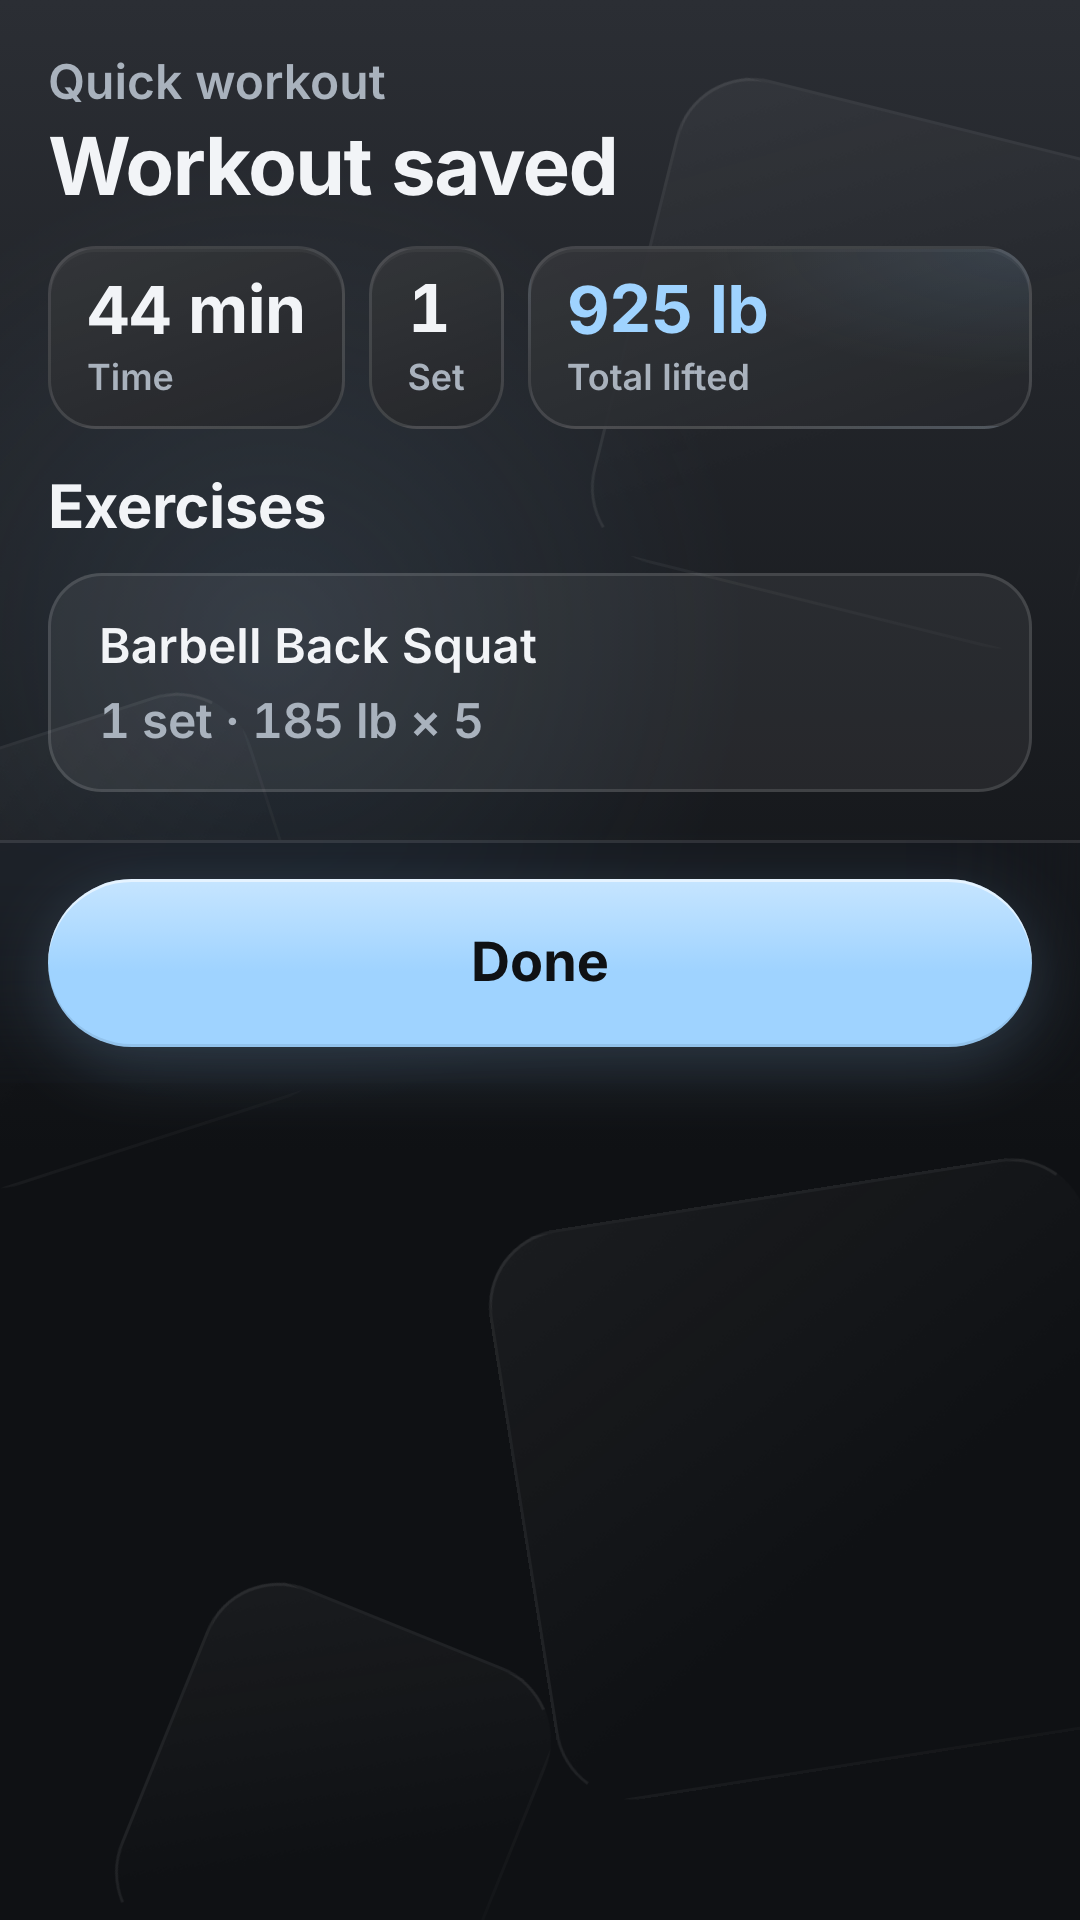 Quick workout
Workout saved
44 min
Time
1
Set
925 lb
Total lifted
Exercises
Barbell Back Squat
1 set · 185 lb × 5
Done